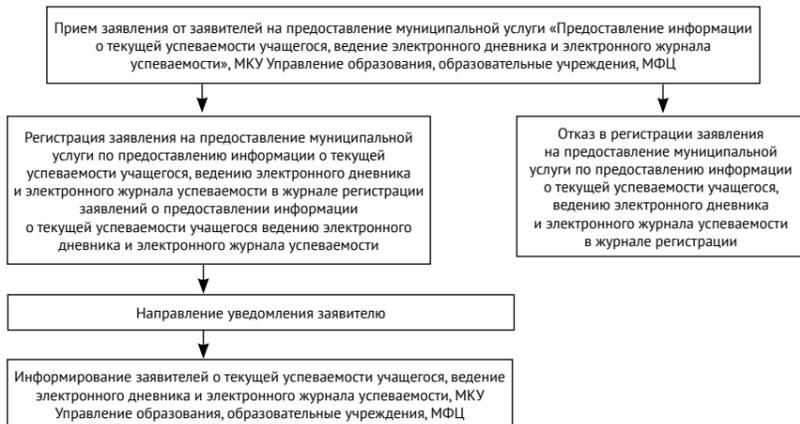 Прием заявления от заявителей на предоставление муниципальной услуги «Предоставление информации
о текущей успеваемости учащегося, ведение электронного дневника и электронного журнала
успеваемости», МКУ Управление образования, образовательные учреждения, МФЦ
Регистрация заявления на предоставление муниципальной
услуги по предоставлению информации о текущей
успеваемости учащегося, ведению электронного дневника
и электронного журнала успеваемости в журнале регистрации
заявлений о предоставлении информации
о текущей успеваемости учащегося ведению электронного
дневника и электронного журнала успеваемости
Отказ в регистрации заявления
на предоставление муниципальной
услуги по предоставлению информации
о текущей успеваемости учащегося,
ведению электронного дневника
и электронного журнала успеваемости
в журнале регистрации
Направление уведомления заявителю
Информирование заявителей о текущей успеваемости учащегося, ведение
электронного дневника и электронного журнала успеваемости, МКУ
Управление образования, образовательные учреждения, МФЦ